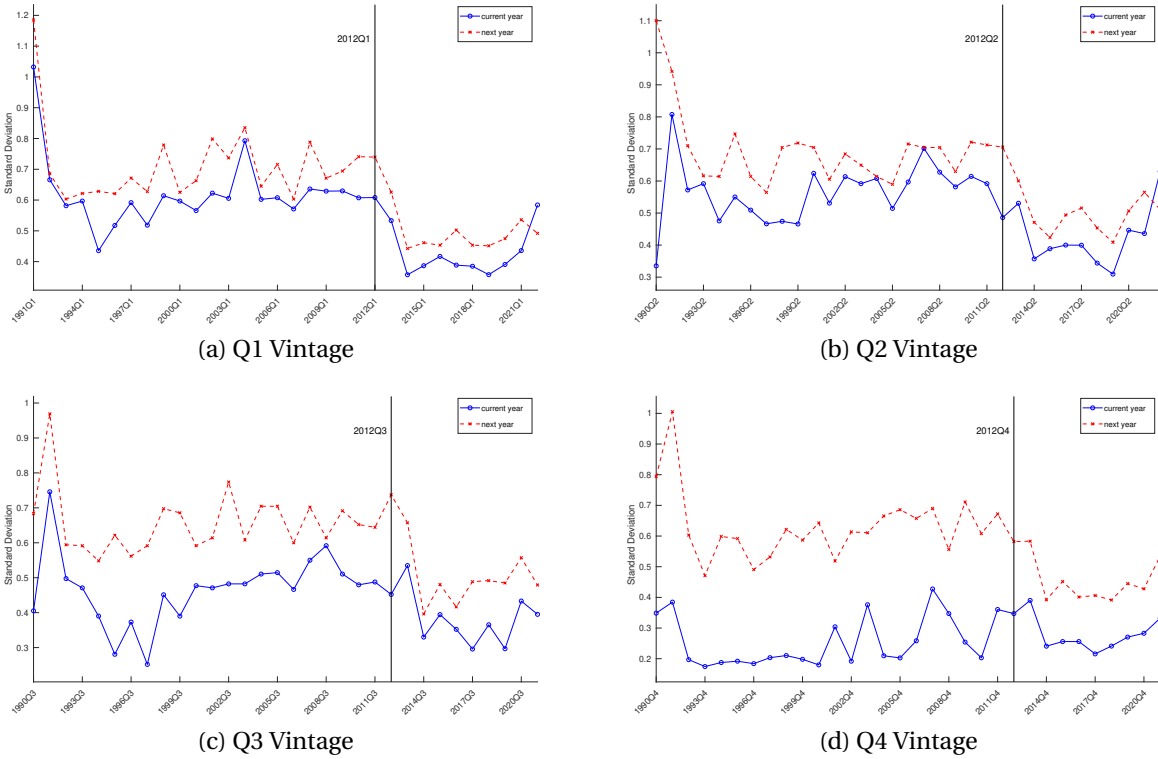 current year
next year
2012Q1
Standard Deviation
1.2
1.1
1
0.9
0.8
0.7
0.6
0.5
0.4
1991Q1 1994Q1 1997Q1 2000Q1 2003Q1 2006Q1 2009Q1 2012Q1 2015Q1 2018Q1 2021Q1
(a) Q1 Vintage
current year
next year
2012Q2
Standard Deviation
1.1
1
0.9
0.8
0.7
0.6
0.5
0.4
0.3
1990Q2 1993Q2 1996Q2 1999Q2 2002Q2 2005Q2 2008Q2 2011Q2 2014Q2 2017Q2 2020Q2
(b) Q2 Vintage
current year
next year
2012Q3
Standard Deviation
1
0.9
0.8
0.7
0.6
0.5
0.4
0.3
1990Q3 1993Q3 1996Q3 1999Q3 2002Q3 2005Q3 2008Q3 2011Q3 2014Q3 2017Q3 2020Q3
(c) Q3 Vintage
current year
next year
2012Q4
Standard Deviation
1
0.9
0.8
0.7
0.6
0.5
0.4
0.3
0.2
1990Q4 1993Q4 1996Q4 1999Q4 2002Q4 2005Q4 2008Q4 2011Q4 2014Q4 2017Q4 2020Q4
(d) Q4 Vintage